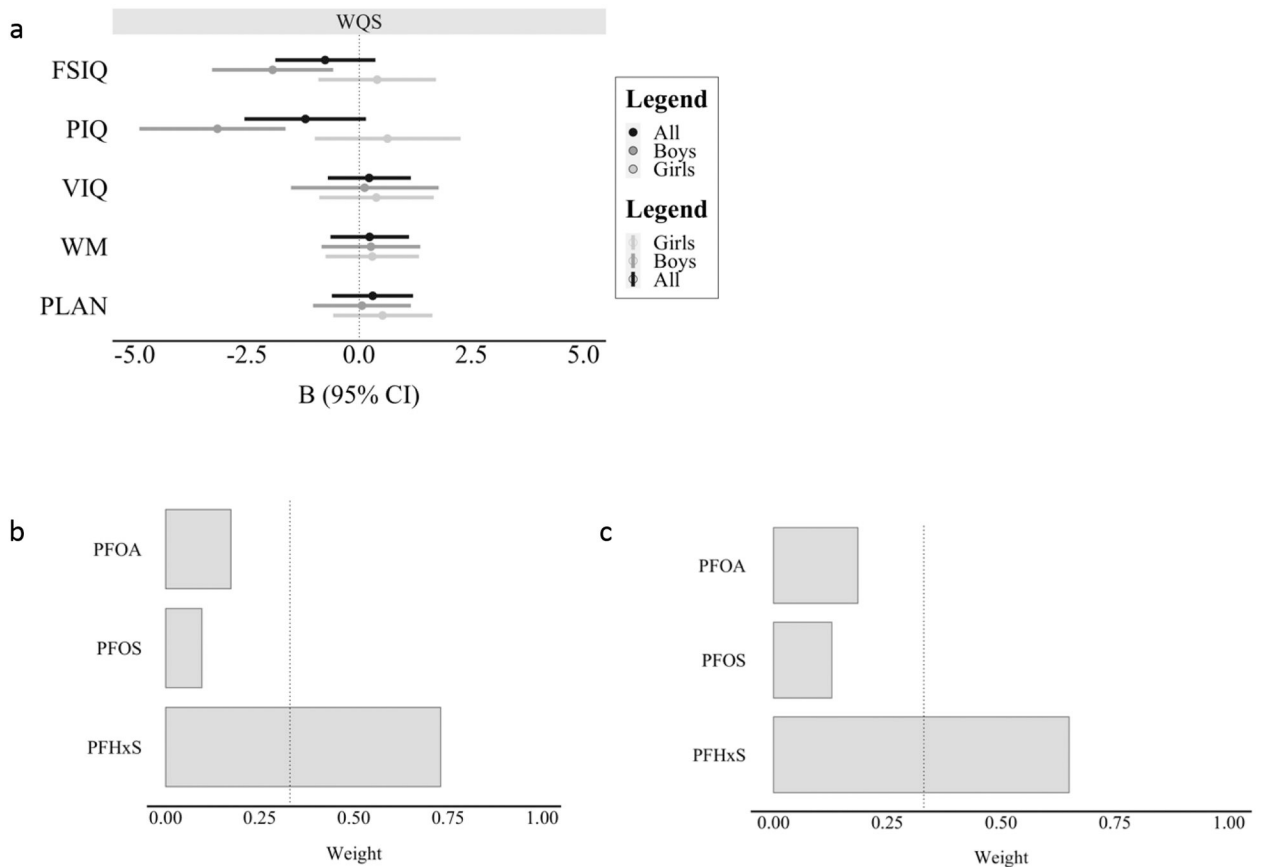 a
WQS
FSIQ
PIQ
VIQ
WM
PLAN
-5.0 -2.5 0.0 2.5 5.0
B (95% CI)
Legend
All
Boys
Girls
Legend
Girls
Boys
All
b
PFOA
PFOS
PFHxS
0.00 0.25 0.50 0.75 1.00
Weight
c
PFOA
PFOS
PFHxS
0.00 0.25 0.50 0.75 1.00
Weight